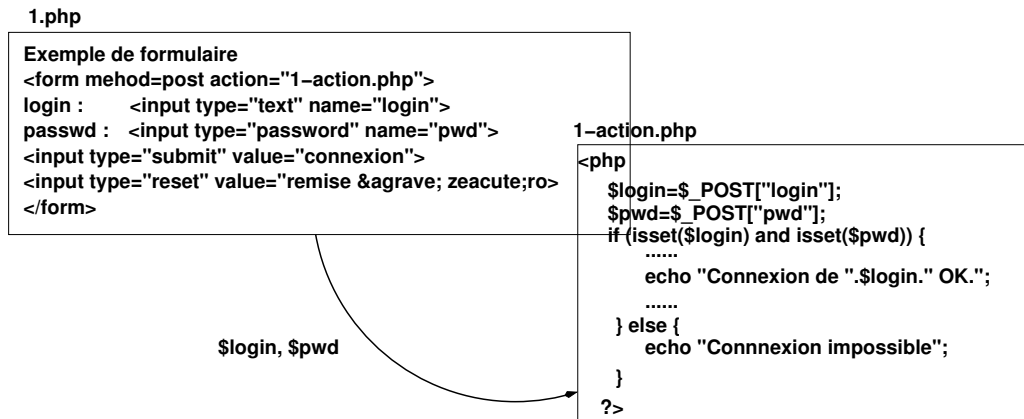 1.php
Exemple de formulaire
<form mehod=post action="1−action.php">
login : <input type="text" name="login">
passwd : <input type="password" name="pwd">
<input type="submit" value="connexion">
<input type="reset" value="remise &agrave; zeacute;ro>
</form>
$login, $pwd
1−action.php
<php
$login=$_POST["login"];
$pwd=$_POST["pwd"];
if (isset($login) and isset($pwd)) {
......
echo "Connexion de ".$login." OK.";
......
} else {
echo "Connnexion impossible";
}
?>